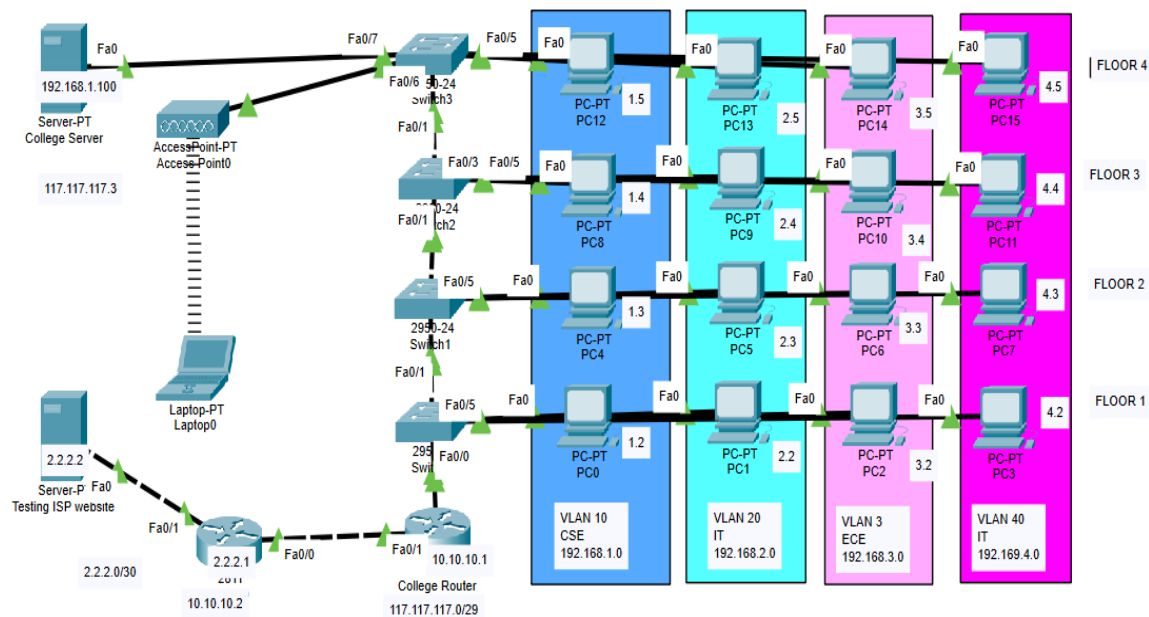 Fa0
Fa0/7
Fa0/5
Fa0
Fa0
Fa0
Fa0
FLOOR 4
192.168.1.100
Fa0/6
50-24
Switch3
1.5
2.5
3.5
4.5
Server-PT
College Server
AccessPoint-PT
Access Point0
Fa0/1
PC-PT
PC12
PC-PT
PC13
PC-PT
PC14
PC-PT
PC15
117.117.117.3
Fa0/3
Fa0/5
Fa0
Fa0
Fa0
Fa0
FLOOR 3
Fa0/1
1.4
2.4
3.4
4.4
PC-PT
PC8
PC-PT
PC9
PC-PT
PC10
PC-PT
PC11
Fa0/5
Fa0
Fa0
Fa0
Fa0
FLOOR 2
2950-24
Switch1
1.3
2.3
3.3
4.3
PC-PT
PC4
PC-PT
PC5
PC-PT
PC6
PC-PT
PC7
Fa0/1
Laptop-PT
Laptop0
Fa0/5
Fa0
Fa0
Fa0
Fa0
FLOOR 1
Fa0/0
1.2
2.2
3.2
4.2
PC-PT
PC0
PC-PT
PC1
PC-PT
PC2
PC-PT
PC3
2.2.2.2
Fa0
Testing ISP website
Fa0/1
Fa0/0
Fa0/1
2.2.2.1
10.10.10.1
2.2.2.0/30
10.10.10.2
College Router
117.117.117.0/29
VLAN 10
CSE
192.168.1.0
VLAN 20
IT
192.168.2.0
VLAN 3
ECE
192.168.3.0
VLAN 40
IT
192.169.4.0